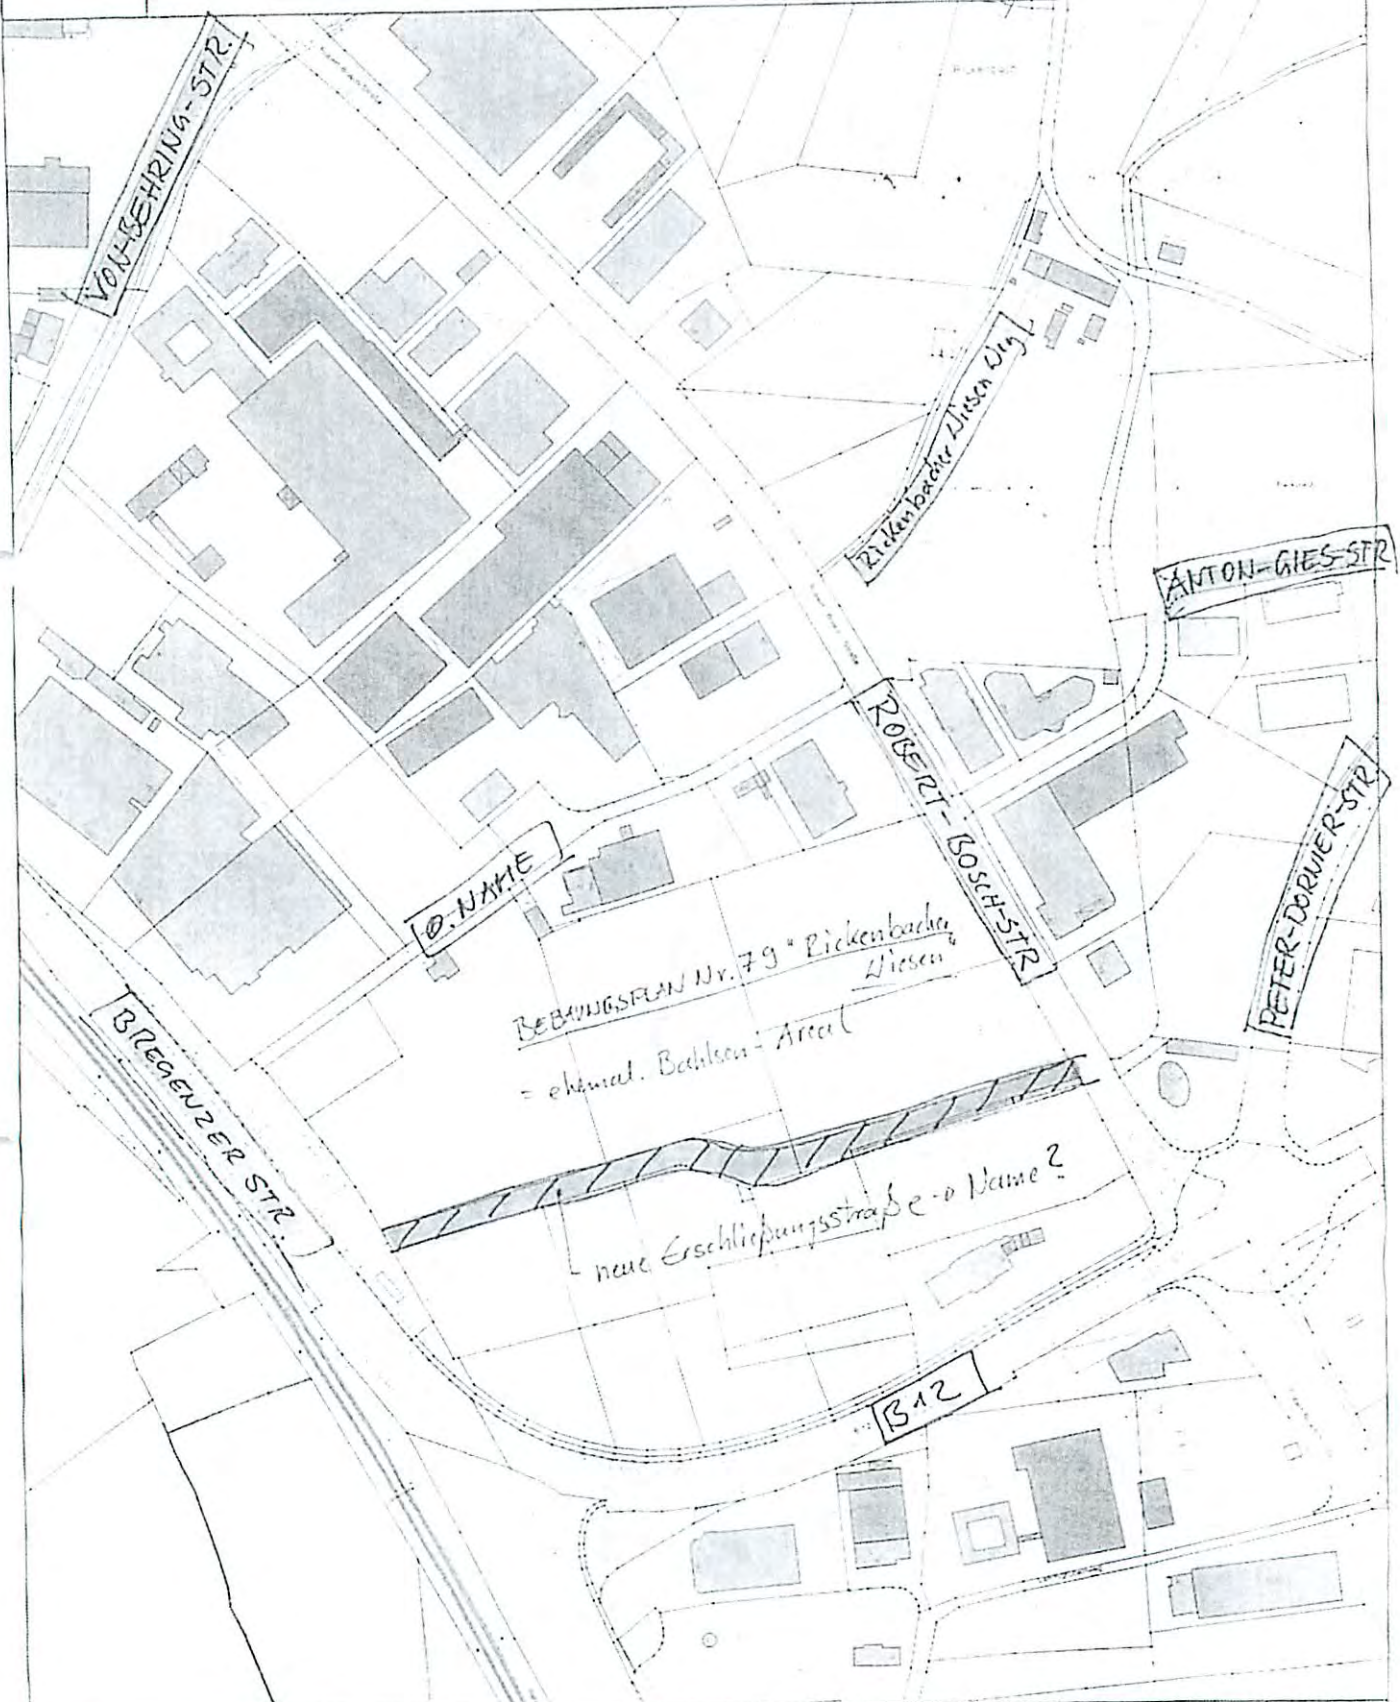 VON-BEHRING-STR.
Rickenbacher Wiesen Weg
ANTON-GIES-STR
ROBERT-BOSCH-STR
PETER-DORNIER-STR
O. NAME
BEBAUUNGSPLAN Nr. 79 "Rickenbacher
Wiesen"
= ehemal. Bahlsen-Areal
BREGENZER STR.
neue Erschließungsstraße → Name?
B12